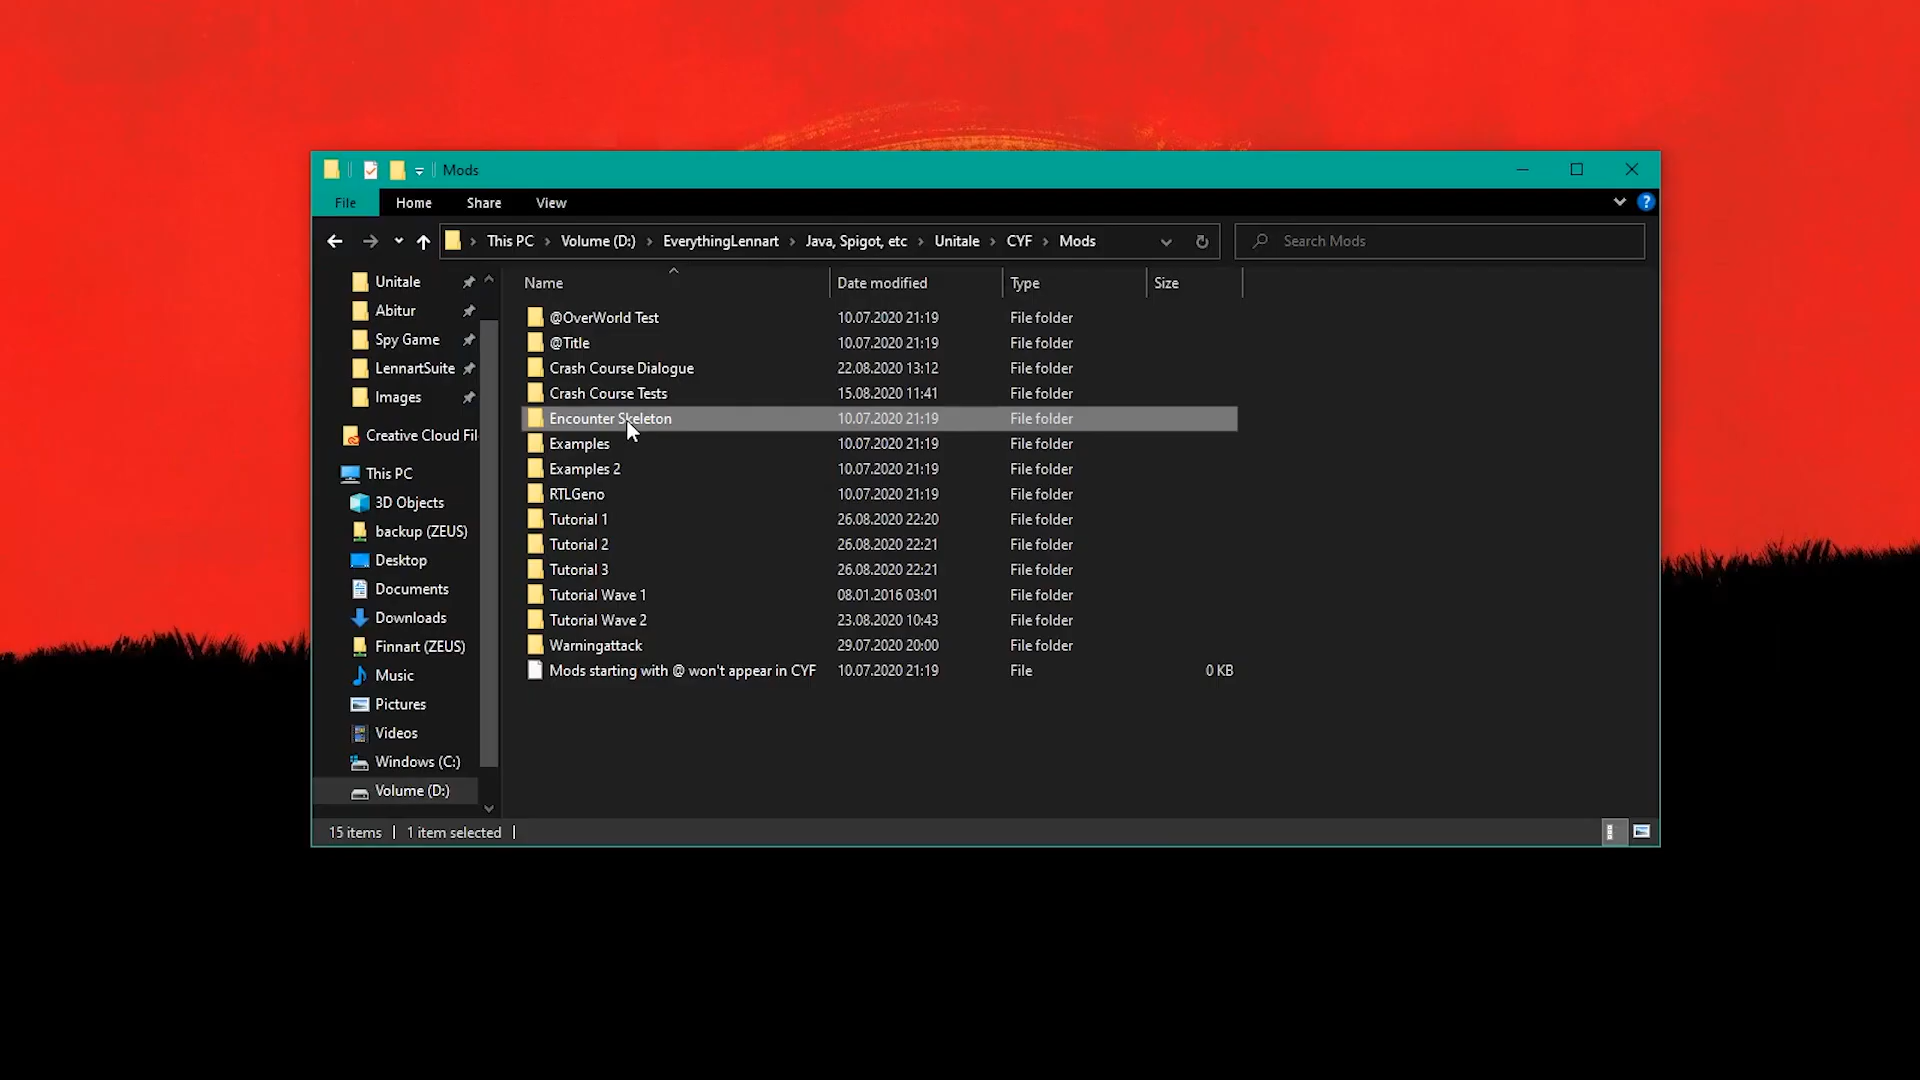 Mods
File Home Share View ?
This PC Volume (D:) EverythingLennart Java, Spigot, etc Unitale CYF Mods Search Mods
Unitale
Abitur
Spy Game
LennartSuite
Images
Creative Cloud Fil
This PC
3D Objects
backup (ZEUS)
Desktop
Documents
Downloads
Finnart (ZEUS)
Music
Pictures
Videos
Windows (C:)
Volume (D:)
Name Date modified Type Size
@OverWorld Test 10.07.2020 21:19 File folder
@Title 10.07.2020 21:19 File folder
Crash Course Dialogue 22.08.2020 13:12 File folder
Crash Course Tests 15.08.2020 11:41 File folder
Encounter Skeleton 10.07.2020 21:19 File folder
Examples 10.07.2020 21:19 File folder
Examples 2 10.07.2020 21:19 File folder
RTLGeno 10.07.2020 21:19 File folder
Tutorial 1 26.08.2020 22:20 File folder
Tutorial 2 26.08.2020 22:21 File folder
Tutorial 3 26.08.2020 22:21 File folder
Tutorial Wave 1 08.01.2016 03:01 File folder
Tutorial Wave 2 23.08.2020 10:43 File folder
Warningattack 29.07.2020 20:00 File folder
Mods starting with @ won't appear in CYF 10.07.2020 21:19 File 0 KB
15 items 1 item selected